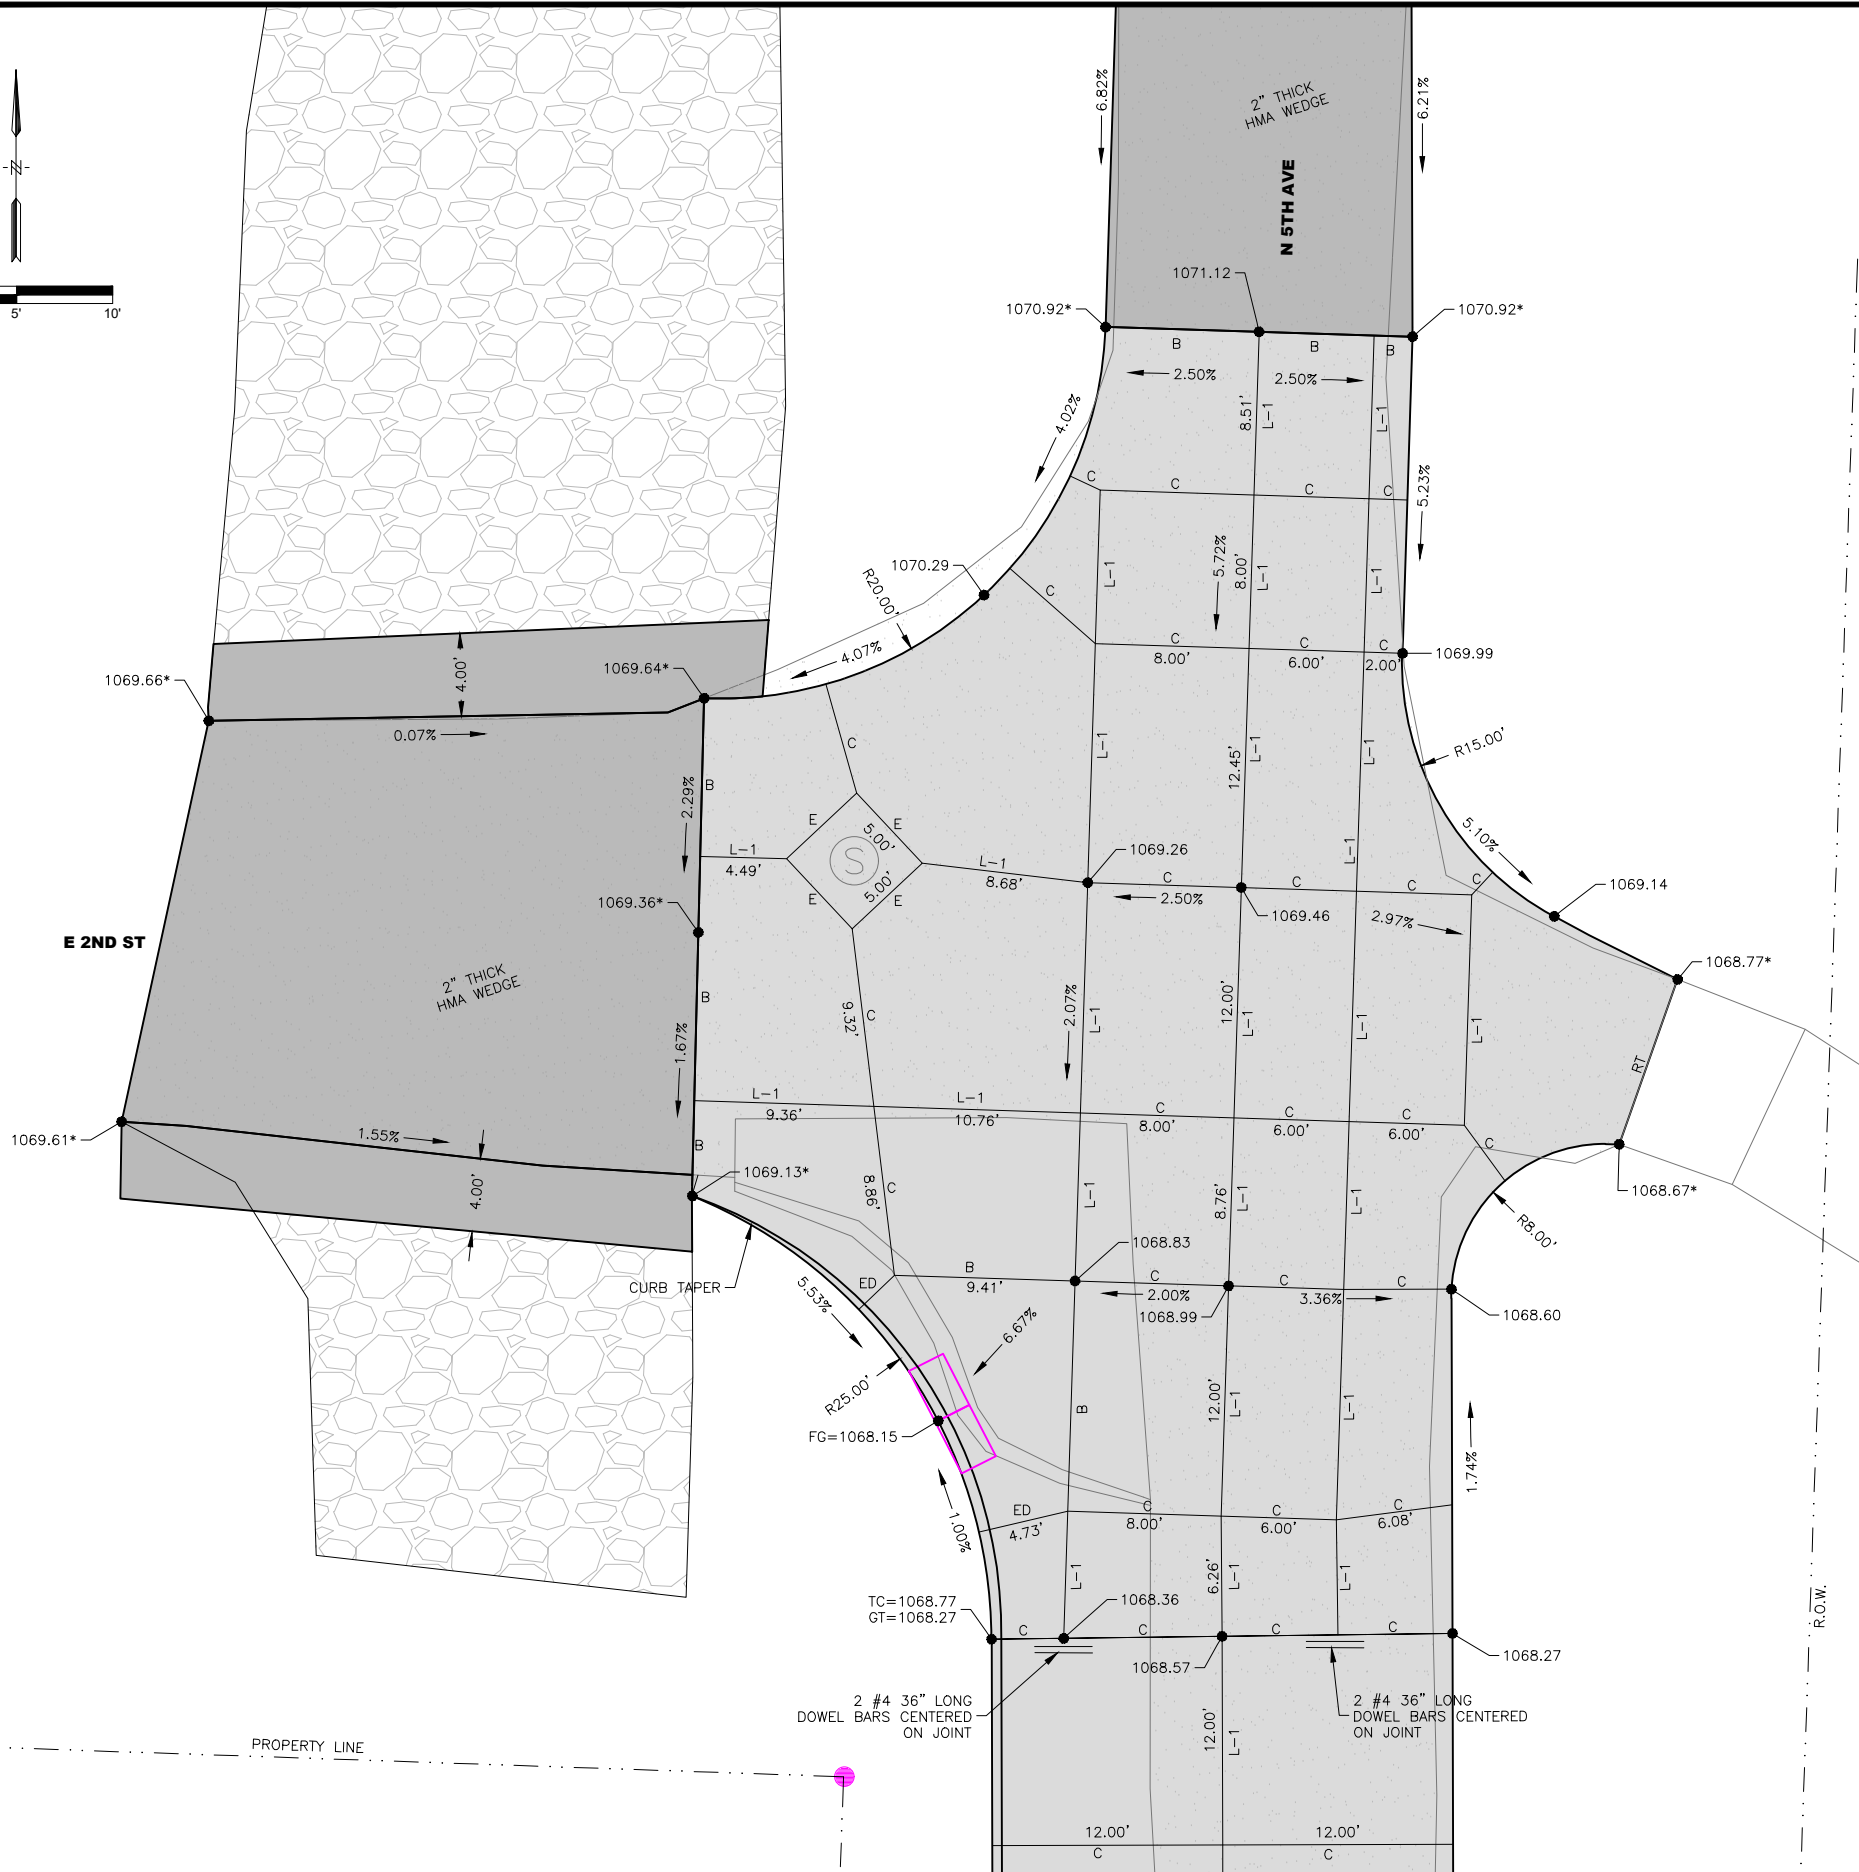 6.82%
2" THICK
HMA WEDGE
6.21%
N 5TH AVE
-N-
5'
10'
1071.12
1070.92*
1070.92*
B
B
B
2.50%
2.50%
4.02%
8.51'
L-1
L-1
5.23%
C
C
C
C
1070.29
R20.00'
C
L-1
5.72%
8.00'
L-1
L-1
4.07%
C
8.00'
C
6.00'
C
2.00'
1069.99
1069.64*
4.00'
1069.66*
0.07%
C
L-1
12.45'
L-1
L-1
R15.00'
2.29%
B
E
E
5.00'
S
5.00'
E
E
L-1
4.49'
L-1
8.68'
1069.26
L-1
5.10%
C
2.50%
C
C
C
1069.14
1069.36*
1069.46
2.97%
E 2ND ST
1068.77*
2" THICK
HMA WEDGE
B
9.32'
C
2.07%
L-1
12.00'
L-1
L-1
L-1
1.67%
RT
L-1
9.36'
L-1
10.76'
C
8.00'
C
6.00'
C
6.00'
1069.61*
1.55%
B
C
1069.13*
4.00'
8.86'
C
L-1
8.76'
L-1
L-1
1068.67*
R8.00'
1068.83
CURB TAPER
5.53%
ED
B
9.41'
C
2.00%
1068.99
C
3.36%
C
1068.60
6.67%
R25.00'
FG=1068.15
B
12.00'
L-1
L-1
1.74%
1.00%
ED
4.73'
C
8.00'
C
6.00'
C
6.08'
L-1
6.26'
L-1
L-1
TC=1068.77
GT=1068.27
1068.36
C
C
C
C
1068.57
1068.27
R.O.W.
2 #4 36" LONG
DOWEL BARS CENTERED
ON JOINT
2 #4 36" LONG
DOWEL BARS CENTERED
ON JOINT
12.00'
L-1
PROPERTY LINE
12.00'
C
12.00'
C